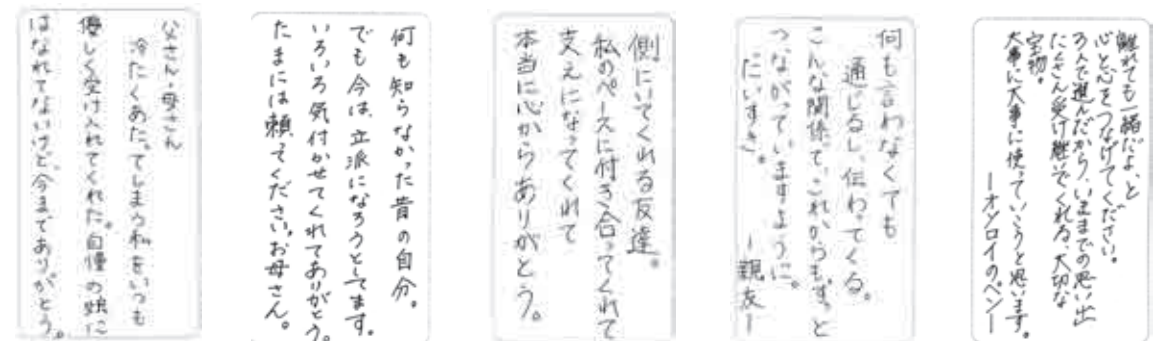 父さん・母さん
冷たくあたってしまう私をいつも
優しく受け入れてくれた。自慢の娘に
はなれてないけど、今までありがとう。
何も知らなかった昔の自分。
でも今は、立派になろうとしてます。
いろいろ気付かせてくれてありがとう。
たまには頼ってください。お母さん。
側にいてくれる友達。
私のペースに付き合ってくれて
支えになってくれて
本当に心からありがとう。
何も言わなくても
通じるし、伝わってくる。
こんな関係で、これからも、ずっと
つながっていますように。
だいすき。 ー親友ー
離れても一緒だよ、と
心と心をつなげてください。
3人で選んだから、いままでの思い出
たくさん受け継いでくれる、大切な
宝物。
大事に大事に使っていこうと思います。
ーオソロイのペンー